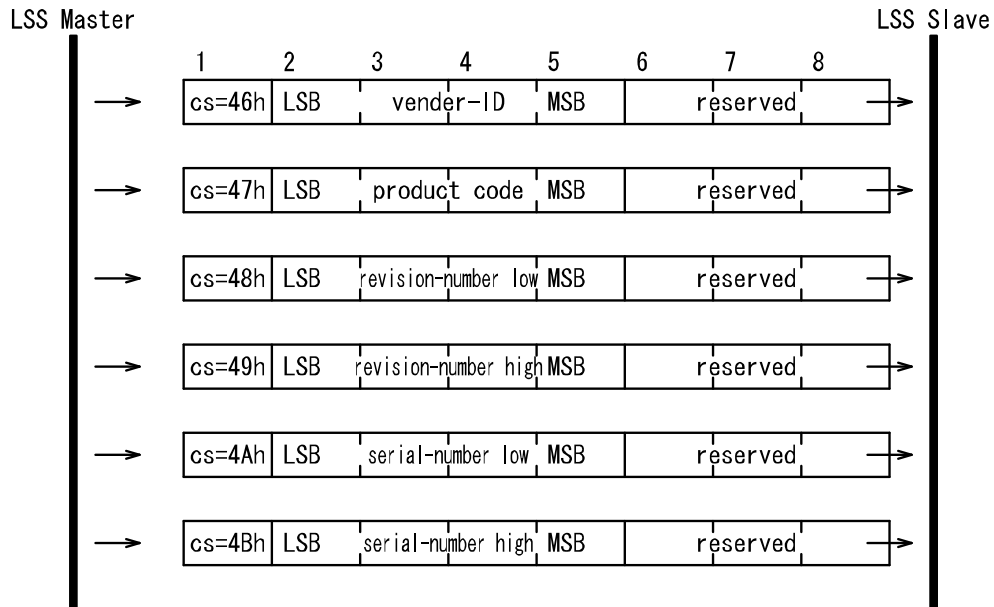 LSS Master LSS Slave
1 2 3 4 5 6 7 8
cs=46h LSB vender-ID MSB reserved
cs=47h LSB product code MSB reserved
cs=48h LSB revision-number low MSB reserved
cs=49h LSB revision-number high MSB reserved
cs=4Ah LSB serial-number low MSB reserved
cs=4Bh LSB serial-number high MSB reserved